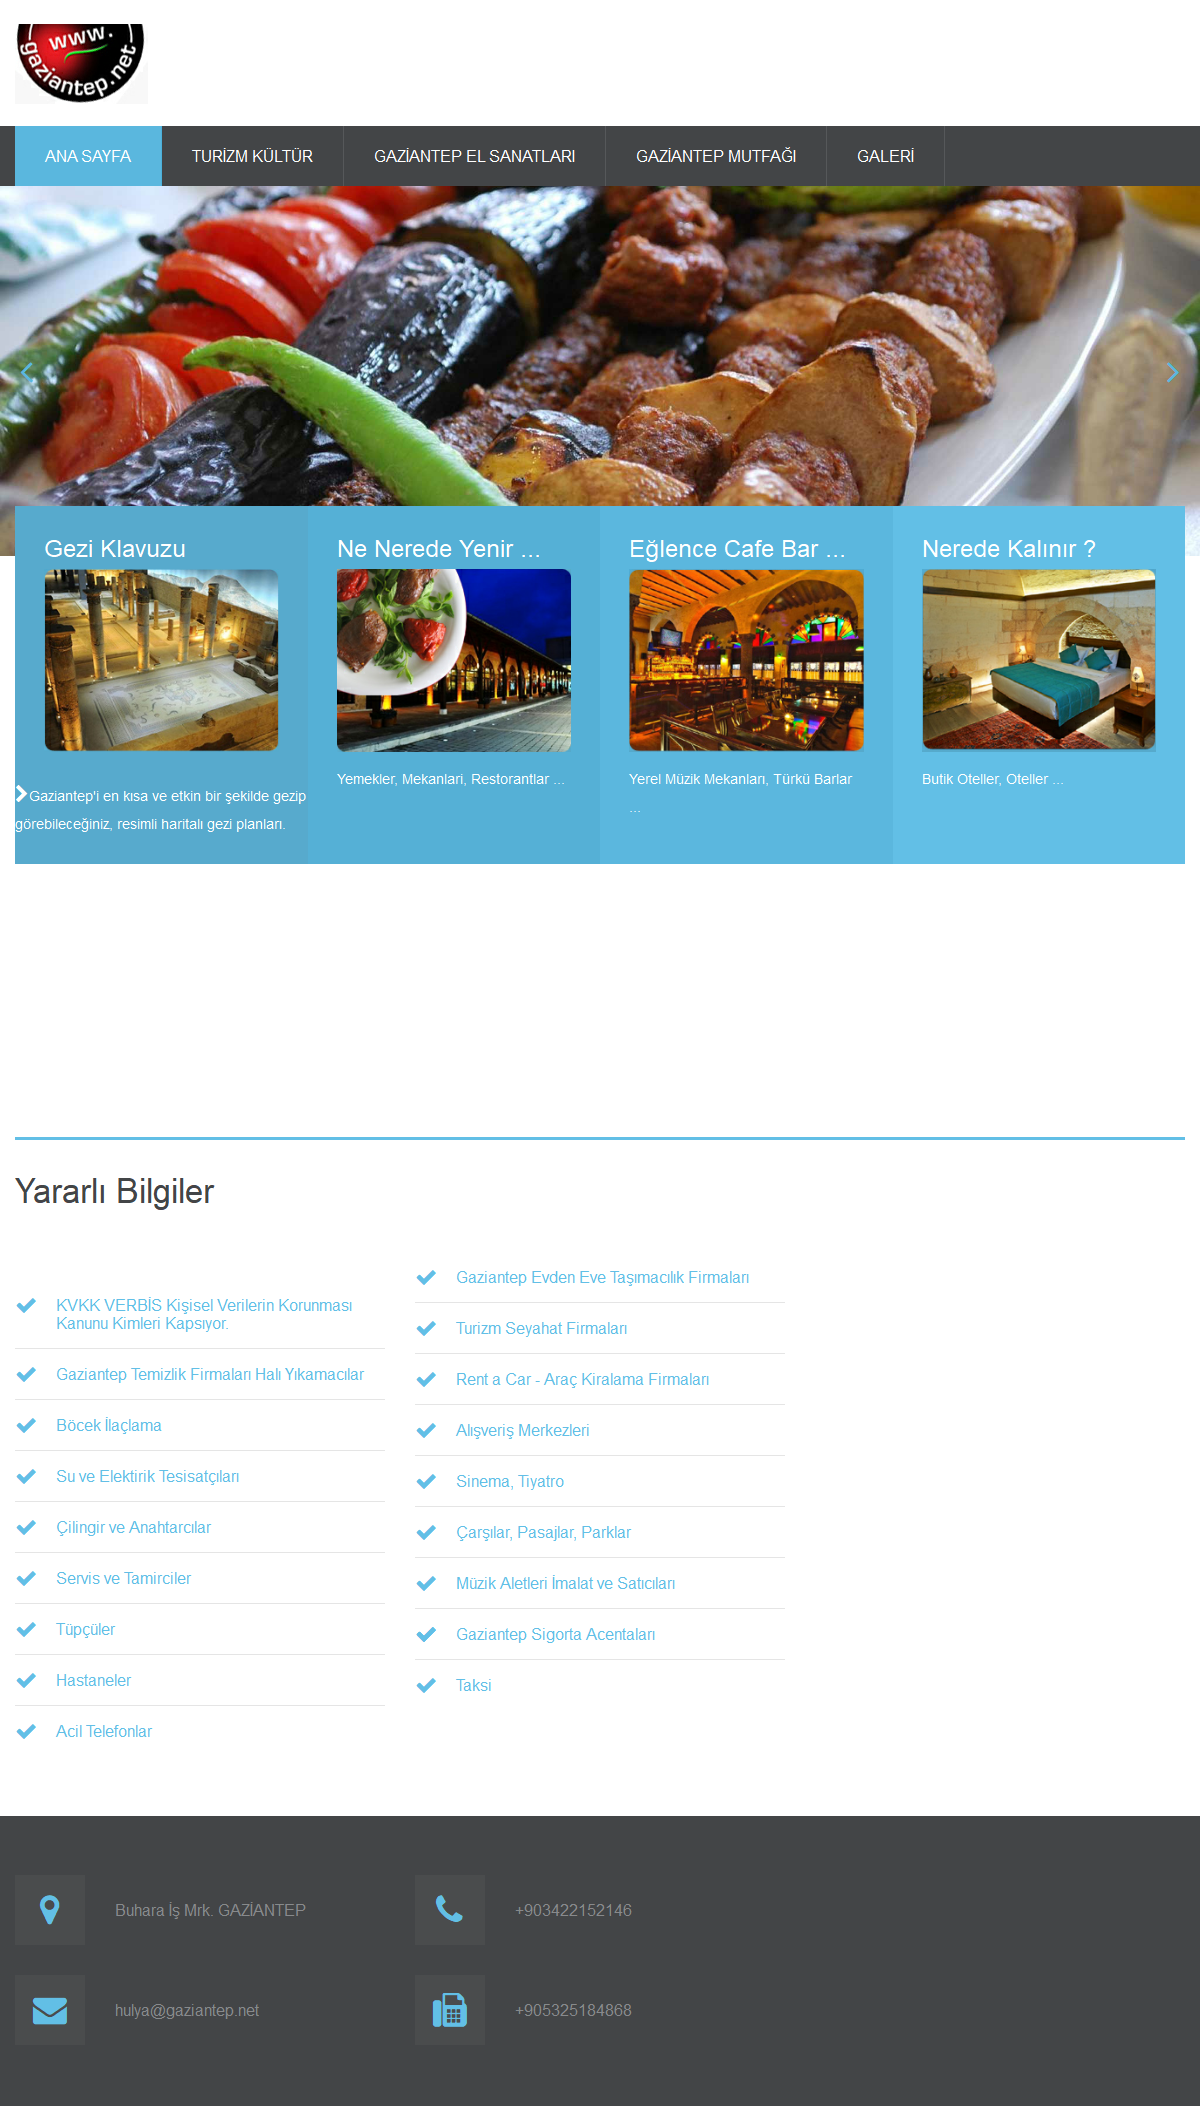 www.
gaziantep.net
ANA SAYFA
TURİZM KÜLTÜR
GAZİANTEP EL SANATLARI
GAZİANTEP MUTFAĞI
GALERİ
Gezi Klavuzu
Gaziantep'i en kısa ve etkin bir şekilde gezip
görebileceğiniz, resimli haritalı gezi planları.
Ne Nerede Yenir ...
Yemekler, Mekanlari, Restorantlar ...
Eğlence Cafe Bar ...
Yerel Müzik Mekanları, Türkü Barlar
...
Nerede Kalınır ?
Butik Oteller, Oteller ...
Yararlı Bilgiler
KVKK VERBİS Kişisel Verilerin Korunması
Kanunu Kimleri Kapsıyor.
Gaziantep Temizlik Firmaları Halı Yıkamacılar
Böcek İlaçlama
Su ve Elektirik Tesisatçıları
Çilingir ve Anahtarcılar
Servis ve Tamirciler
Tüpçüler
Hastaneler
Acil Telefonlar
Gaziantep Evden Eve Taşımacılık Firmaları
Turizm Seyahat Firmaları
Rent a Car - Araç Kiralama Firmaları
Alışveriş Merkezleri
Sinema, Tiyatro
Çarşılar, Pasajlar, Parklar
Müzik Aletleri İmalat ve Satıcıları
Gaziantep Sigorta Acentaları
Taksi
Buhara İş Mrk. GAZİANTEP
+903422152146
hulya@gaziantep.net
+905325184868